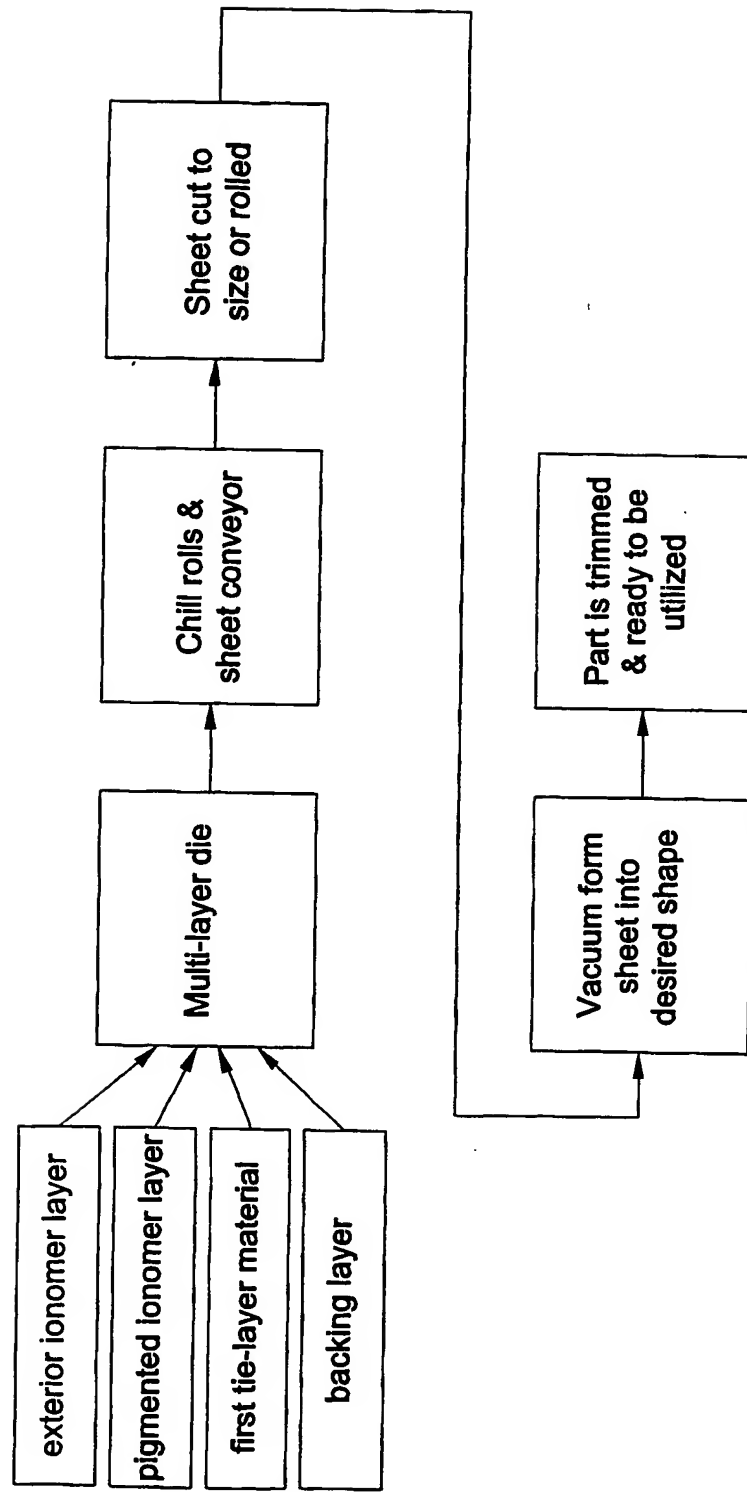 exterior ionomer layer
pigmented ionomer layer
first tie-layer material
backing layer
Multi-layer die
Chill rolls &
sheet conveyor
Sheet cut to
size or rolled
Vacuum form
sheet into
desired shape
Part is trimmed
& ready to be
utilized